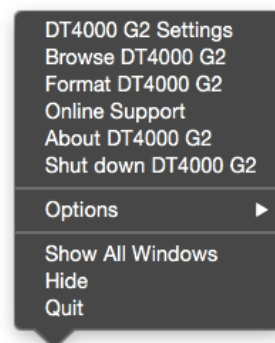 DT4000 G2 Settings
Browse DT4000 G2
Format DT4000 G2
Online Support
About DT4000 G2
Shut down DT4000 G2
Options
Show All Windows
Hide
Quit